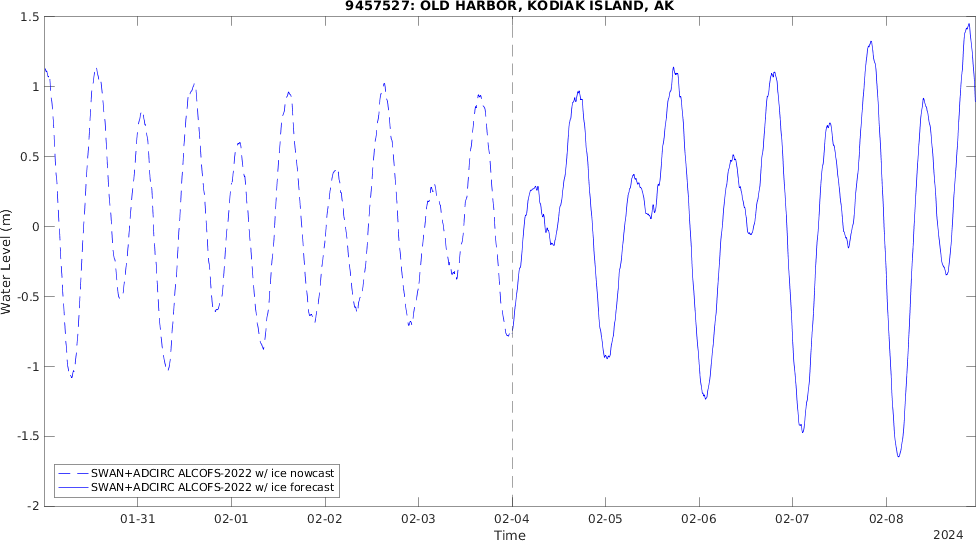 9457527: OLD HARBOR, KODIAK ISLAND, AK
1.5
1
0.5
0
-0.5
-1
-1.5
-2
Water Level (m)
SWAN+ADCIRC ALCOFS-2022 w/ ice nowcast
SWAN+ADCIRC ALCOFS-2022 w/ ice forecast
01-31 02-01 02-02 02-03 02-04 02-05 02-06 02-07 02-08
Time
2024